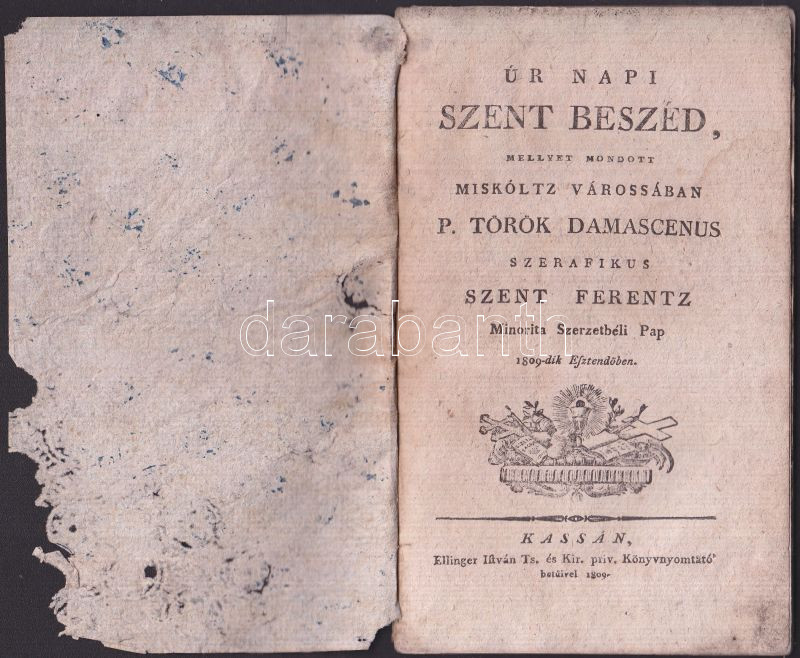 ÚR NAPI
SZENT BESZÉD,
MELLYET MONDOTT
MISKÓLTZ VÁROSSÁBAN
P. TÖRÖK DAMASCENUS
SZERAFIKUS
SZENT FERENTZ
Minorita Szerzetbéli Pap
1809-dik Eſztendöben.
KASSÁN,
Ellinger Iſtván Ts. és Kir. priv. Könyvnyomtató'
betűivel 1809.
darabanth